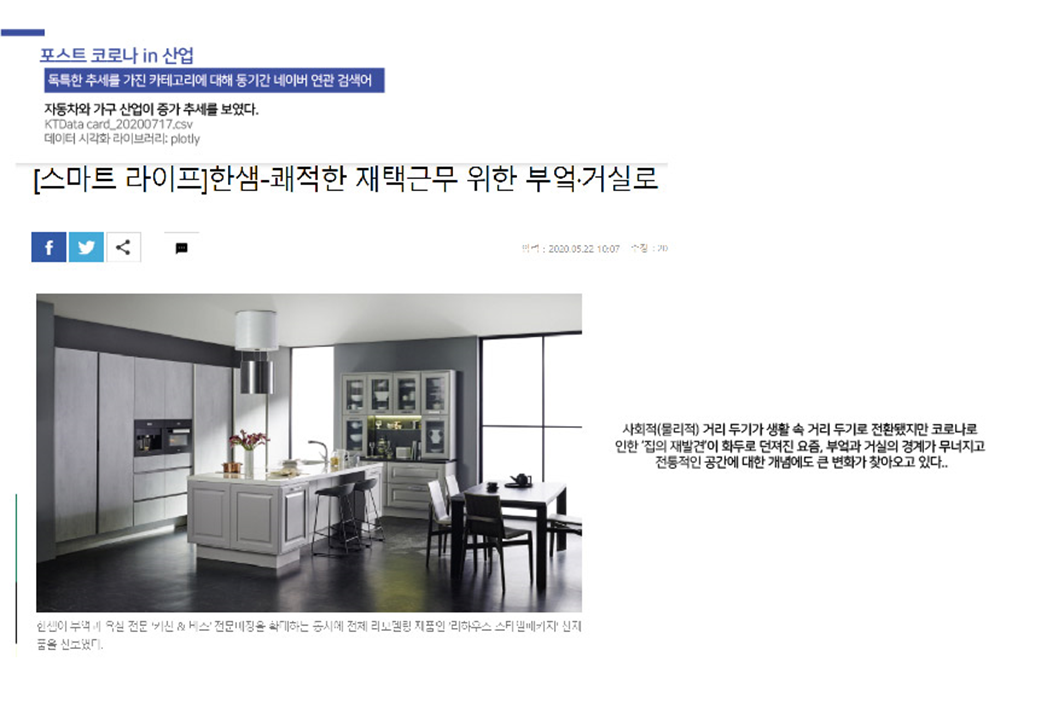 포스트 코로나 in 산업
독특한 추세를 가진 카테고리에 대해 동기간 네이버 연관 검색어
자동차와 가구 산업이 증가 추세를 보였다.
KTData card_20200717.csv
데이터 시각화 라이브러리: plotly
[스마트 라이프]한샘-쾌적한 재택근무 위한 부엌·거실로
입력 : 2020.05.22 10:07 수정 : 20
사회적(물리적) 거리 두기가 생활 속 거리 두기로 전환됐지만 코로나로
인한 '집의 재발견'이 화두로 던져진 요즘, 부엌과 거실의 경계가 무너지고
전통적인 공간에 대한 개념에도 큰 변화가 찾아오고 있다..
한샘이 부엌과 욕실 전문 '키친 & 바스' 전문매장을 확대하는 동시에 전체 리모델링 제품인 '리하우스 스타일패키지' 신제
품을 선보였다.